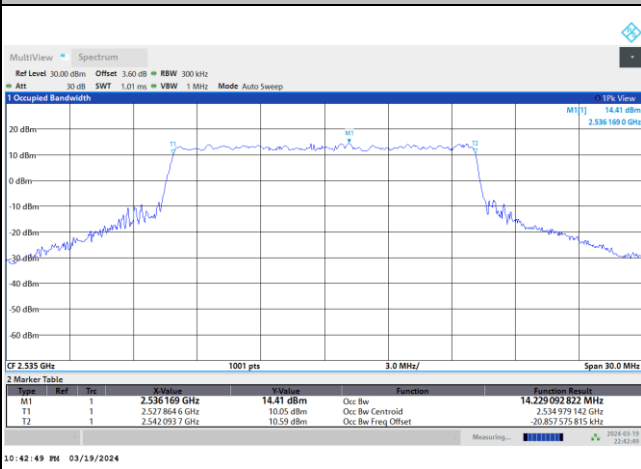 MultiView Spectrum
Ref Level 30.00 dBm Offset 3.60 dB RBW 300 kHz
Att 30 dB SWT 1.01 ms VBW 1 MHz Mode Auto Sweep
1 Occupied Bandwidth 1Pk View
M1[1] 14.41 dBm
2.536 169 0 GHz
20 dBm
M1
T1 T2
10 dBm
0 dBm
-10 dBm
-20 dBm
-30 dBm
-40 dBm
-50 dBm
-60 dBm
CF 2.535 GHz 1001 pts 3.0 MHz/ Span 30.0 MHz
2 Marker Table
Type Ref Trc X-Value Y-Value Function Function Result
M1 1 2.536 169 GHz 14.41 dBm Occ Bw 14.229 092 822 MHz
T1 1 2.527 864 6 GHz 10.05 dBm Occ Bw Centroid 2.534 979 142 GHz
T2 1 2.542 093 7 GHz 10.59 dBm Occ Bw Freq Offset -20.857 575 815 kHz
Measuring... 2024-03-19
22:42:49
10:42:49 PM 03/19/2024